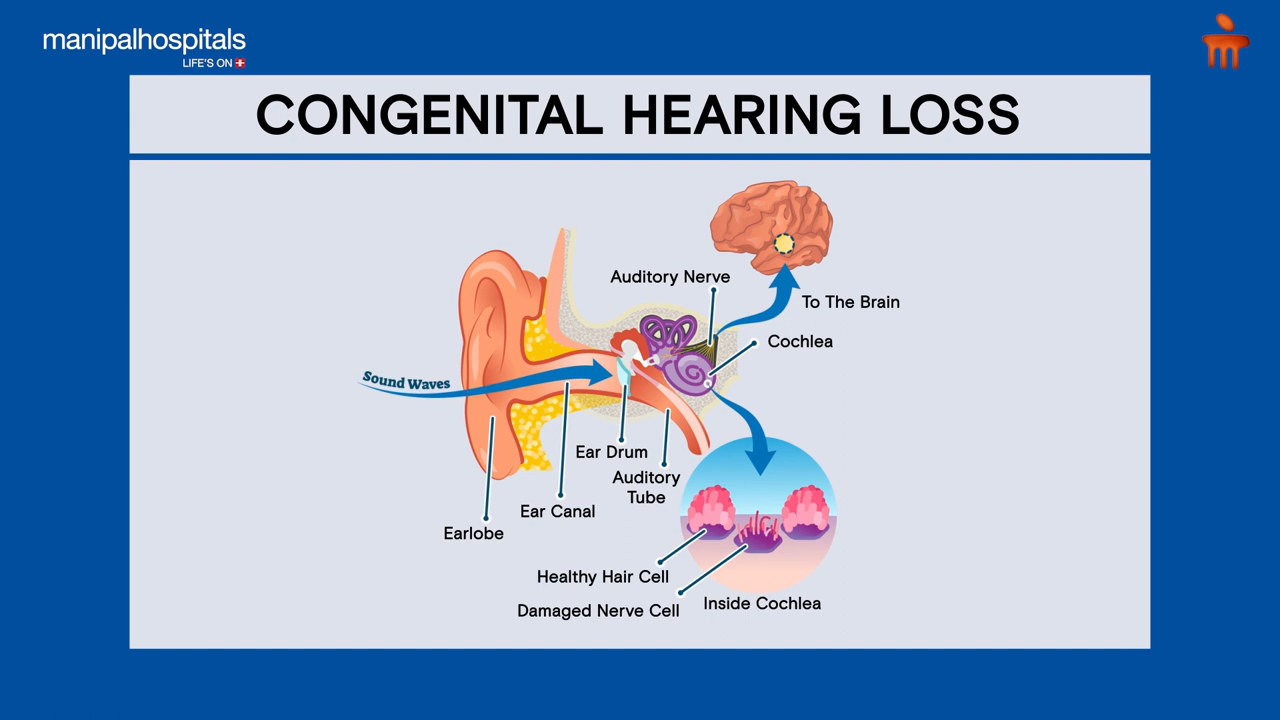 manipalhospitals
LIFE'S ON
CONGENITAL HEARING LOSS
Auditory Nerve
To The Brain
Cochlea
Sound Waves
Ear Drum
Auditory
Tube
Ear Canal
Earlobe
Healthy Hair Cell
Damaged Nerve Cell
Inside Cochlea